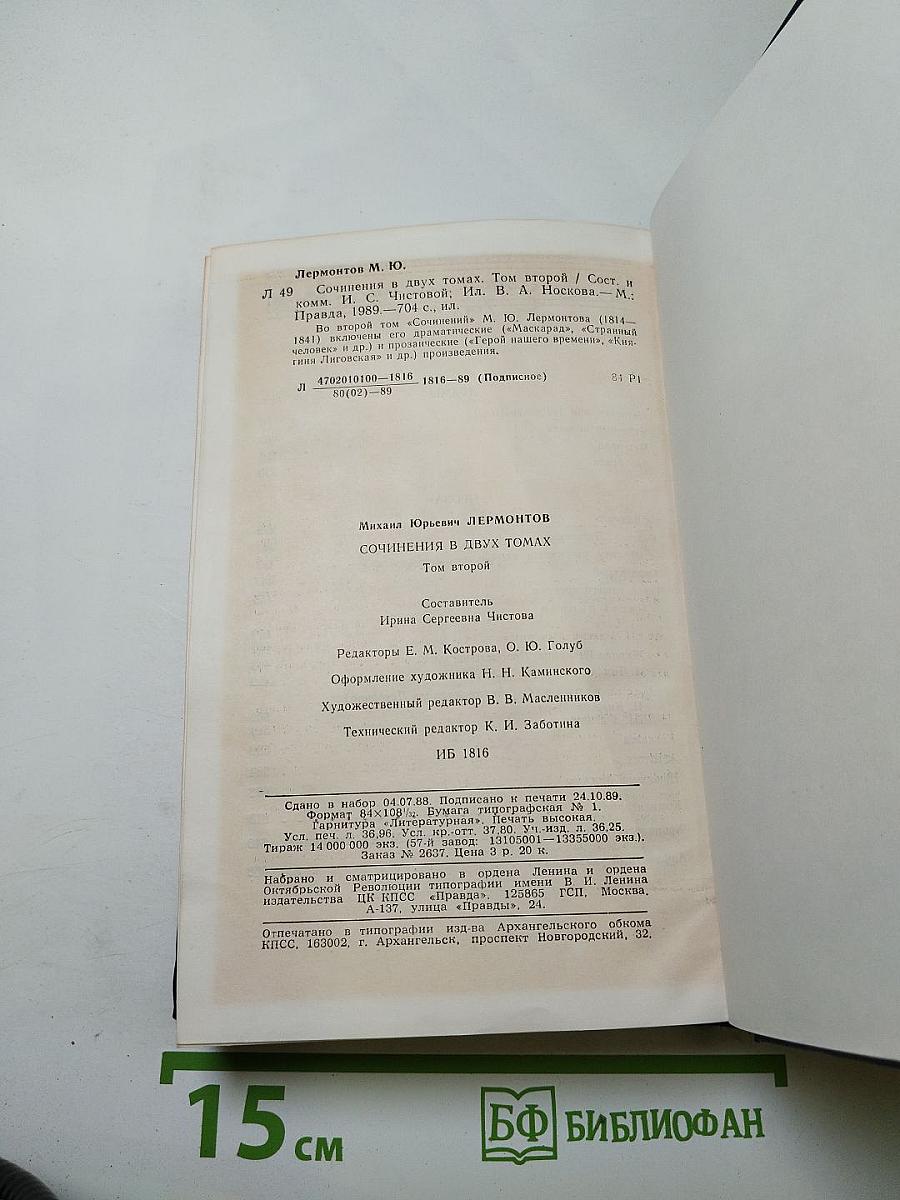 Лермонтов М. Ю.
Л 49 Сочинения в двух томах. Том второй / Сост. и
комм. И. С. Чистовой; Ил. В. А. Носкова.— М.:
Правда, 1989.—704 с., ил.
Во второй том «Сочинений» М. Ю. Лермонтова (1814—
1841) включены его драматические («Маскарад», «Странный
человек» и др.) и прозаические («Герой нашего времени», «Кня-
гиня Лиговская» и др.) произведения.
Л 4702010100—1816 1816—89 (Подписное) 84 Р1
80(02)—89
Михаил Юрьевич ЛЕРМОНТОВ
СОЧИНЕНИЯ В ДВУХ ТОМАХ
Том второй
Составитель
Ирина Сергеевна Чистова
Редакторы Е. М. Кострова, О. Ю. Голуб
Оформление художника Н. Н. Каминского
Художественный редактор В. В. Масленников
Технический редактор К. И. Заботина
ИБ 1816
Сдано в набор 04.07.88. Подписано к печати 24.10.89.
Формат 84×108¹/₃₂. Бумага типографская № 1.
Гарнитура «Литературная». Печать высокая.
Усл. печ. л. 36,96. Усл. кр.-отт. 37,80. Уч.-изд. л. 36,25.
Тираж 14 000 000 экз. (57-й завод: 13105001—13355000 экз.).
Заказ № 2637. Цена 3 р. 20 к.
Набрано и сматрицировано в ордена Ленина и ордена
Октябрьской Революции типографии имени В. И. Ленина
издательства ЦК КПСС «Правда». 125865 ГСП, Москва,
А-137, улица «Правды», 24.
Отпечатано в типографии изд-ва Архангельского обкома
КПСС. 163002, г. Архангельск, проспект Новгородский, 32.
15 см
БФ БИБЛИОФАН